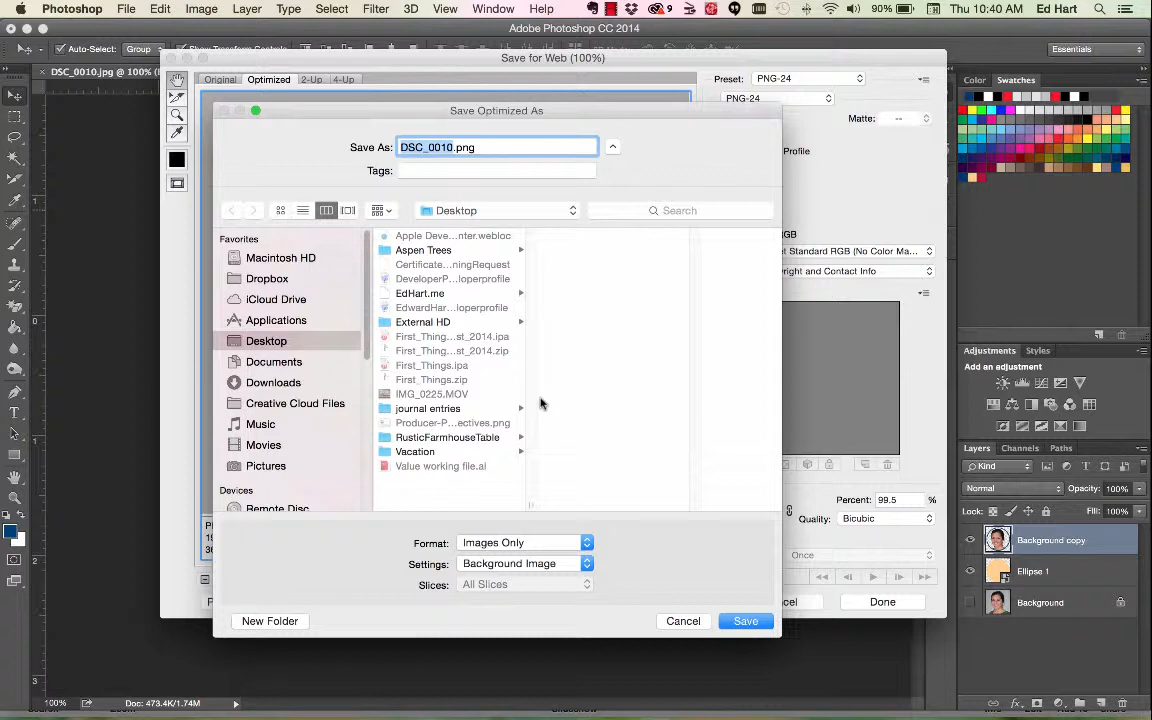 Photoshop File Edit Image Layer Type Select Filter 3D View Window Help 9 90% Thu 10:40 AM Ed Hart
Adobe Photoshop CC 2014
Auto-Select: Group Show Transform Controls Essentials
DSC_0010.jpg @ 100%
Save for Web (100%)
Original Optimized 2-Up 4-Up
Preset: PNG-24
PNG-24
Matte: --
Color Swatches
Save Optimized As
Save As: DSC_0010.png
Tags:
Profile
Desktop
Search
RGB
t Standard RGB (No Color Ma...
right and Contact Info
Favorites
Macintosh HD
Dropbox
iCloud Drive
Applications
Desktop
Documents
Downloads
Creative Cloud Files
Music
Movies
Pictures
Devices
Remote Disc
Apple Deve...nter.webloc
Aspen Trees
Certificate...ningRequest
DeveloperP...loperprofile
EdHart.me
EdwardHar...loperprofile
External HD
First_Thing...st_2014.ipa
First_Thing...st_2014.zip
First_Things.ipa
First_Things.zip
IMG_0225.MOV
journal entries
Producer-P...ectives.png
RusticFarmhouseTable
Vacation
Value working file.ai
Format: Images Only
Settings: Background Image
Slices: All Slices
New Folder Cancel Save
Percent: 99.5 %
Quality: Bicubic
Once
Done
Adjustments Styles
Add an adjustment
Layers Channels Paths
Kind
Normal Opacity: 100%
Lock: Fill: 100%
Background copy
Ellipse 1
Background
100% Doc: 473.4K/1.74M